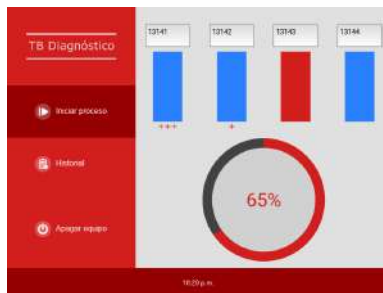 TB Diagnóstico
13141
13142
13143
13144
Iniciar proceso
+++
+
Historial
65%
Apagar equipo
10:20 p.m.